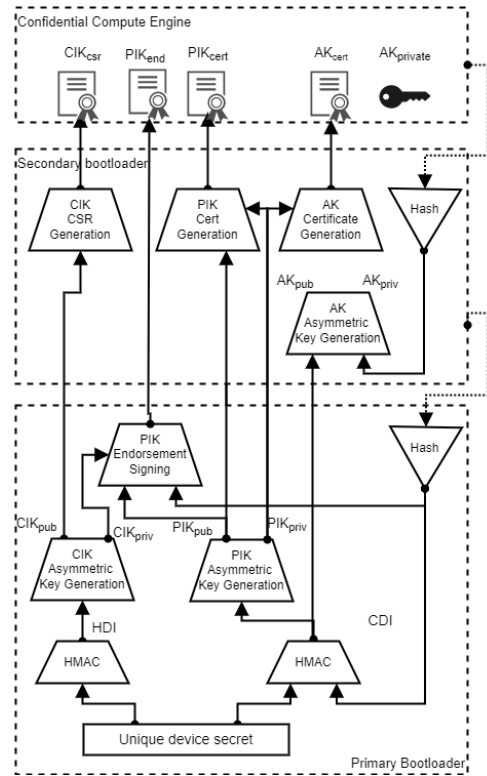 Confidential Compute Engine
CIKcsr
PIKend
PIKcert
AKcert
AKprivate
Secondary bootloader
CIK
CSR
Generation
PIK
Cert
Generation
AK
Certificate
Generation
Hash
AKpub
AKpriv
AK
Asymmetric
Key Generation
PIK
Endorsement
Signing
Hash
CIKpub
CIKpriv
PIKpub
PIKpriv
CIK
Asymmetric
Key Generation
PIK
Asymmetric
Key Generation
HDI
CDI
HMAC
HMAC
Unique device secret
Primary Bootloader